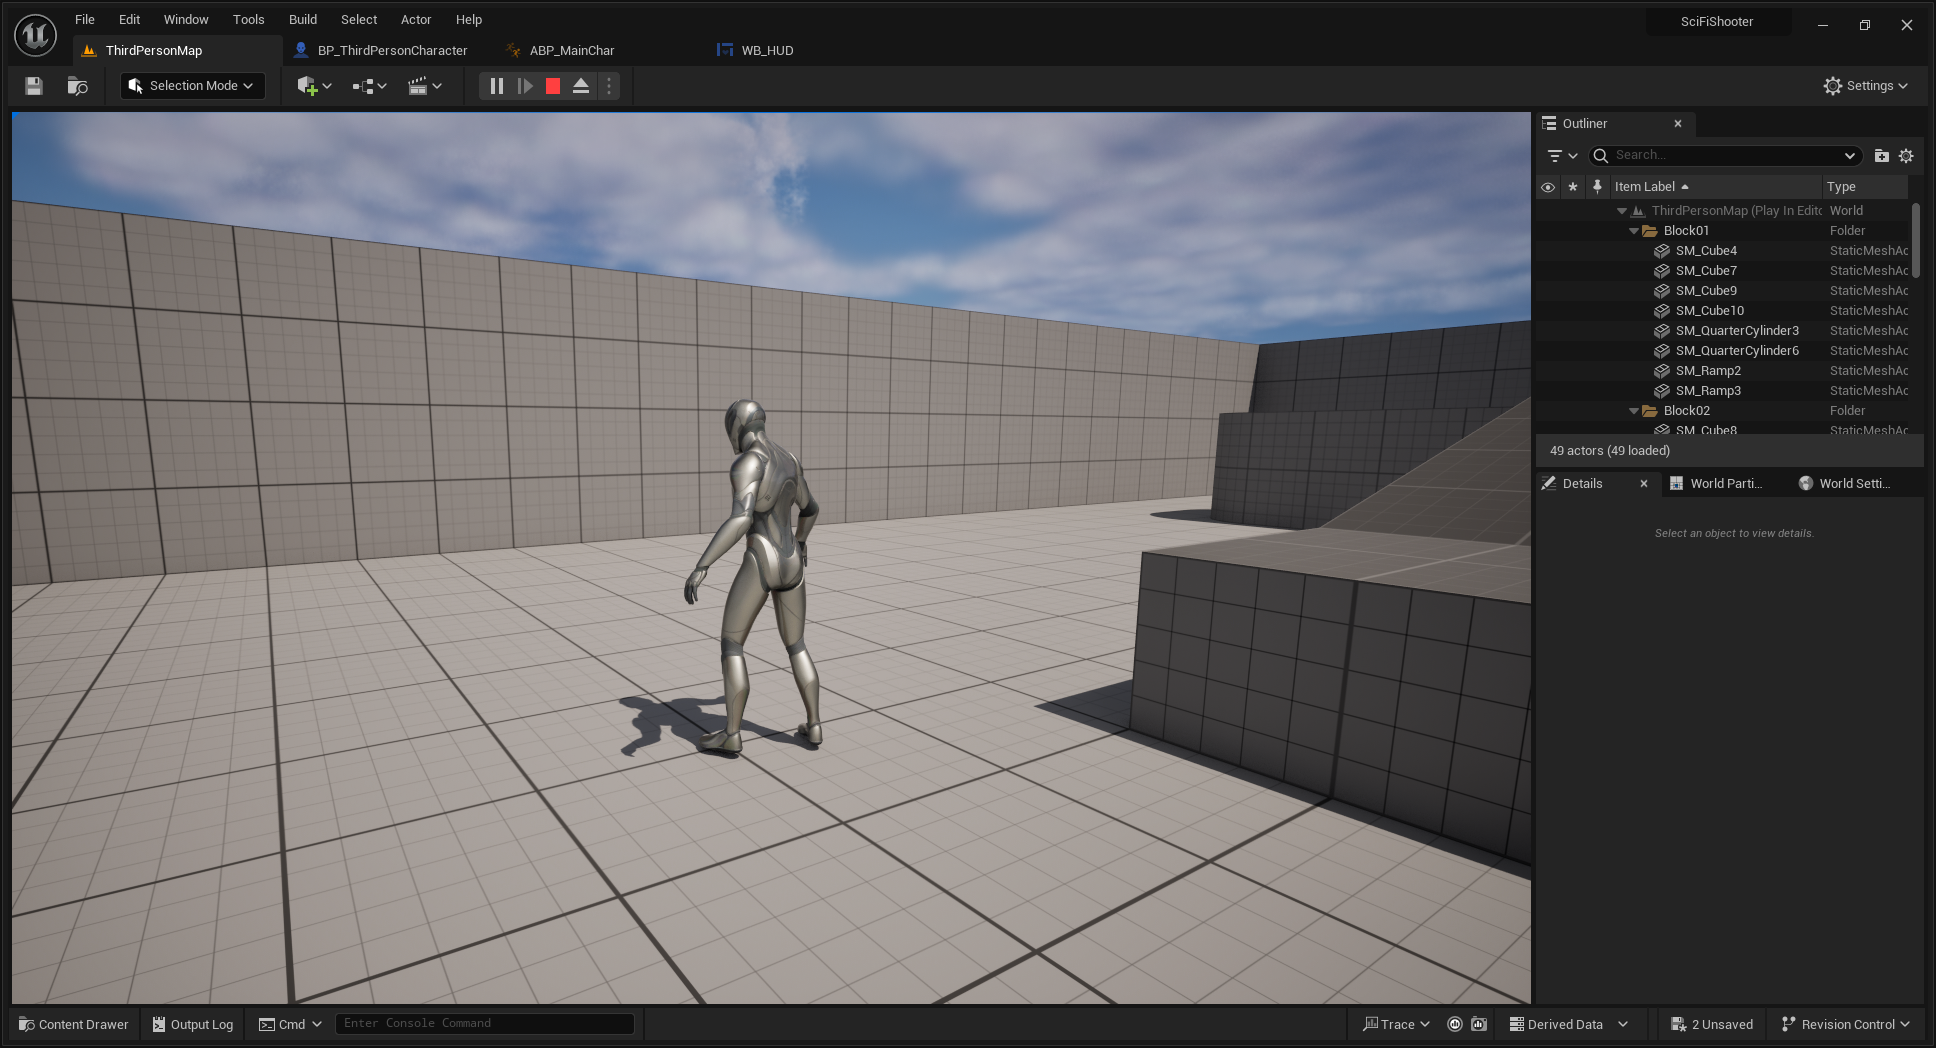 File Edit Window Tools Build Select Actor Help
SciFiShooter
ThirdPersonMap BP_ThirdPersonCharacter ABP_MainChar WB_HUD
Selection Mode
Settings
Outliner
Search...
Item Label Type
ThirdPersonMap (Play In Edito World
Block01 Folder
SM_Cube4 StaticMeshAc
SM_Cube7 StaticMeshAc
SM_Cube9 StaticMeshAc
SM_Cube10 StaticMeshAc
SM_QuarterCylinder3 StaticMeshAc
SM_QuarterCylinder6 StaticMeshAc
SM_Ramp2 StaticMeshAc
SM_Ramp3 StaticMeshAc
Block02 Folder
SM_Cube8 StaticMeshAc
49 actors (49 loaded)
Details World Parti... World Setti...
Select an object to view details.
Content Drawer Output Log Cmd Enter Console Command
Trace Derived Data 2 Unsaved Revision Control